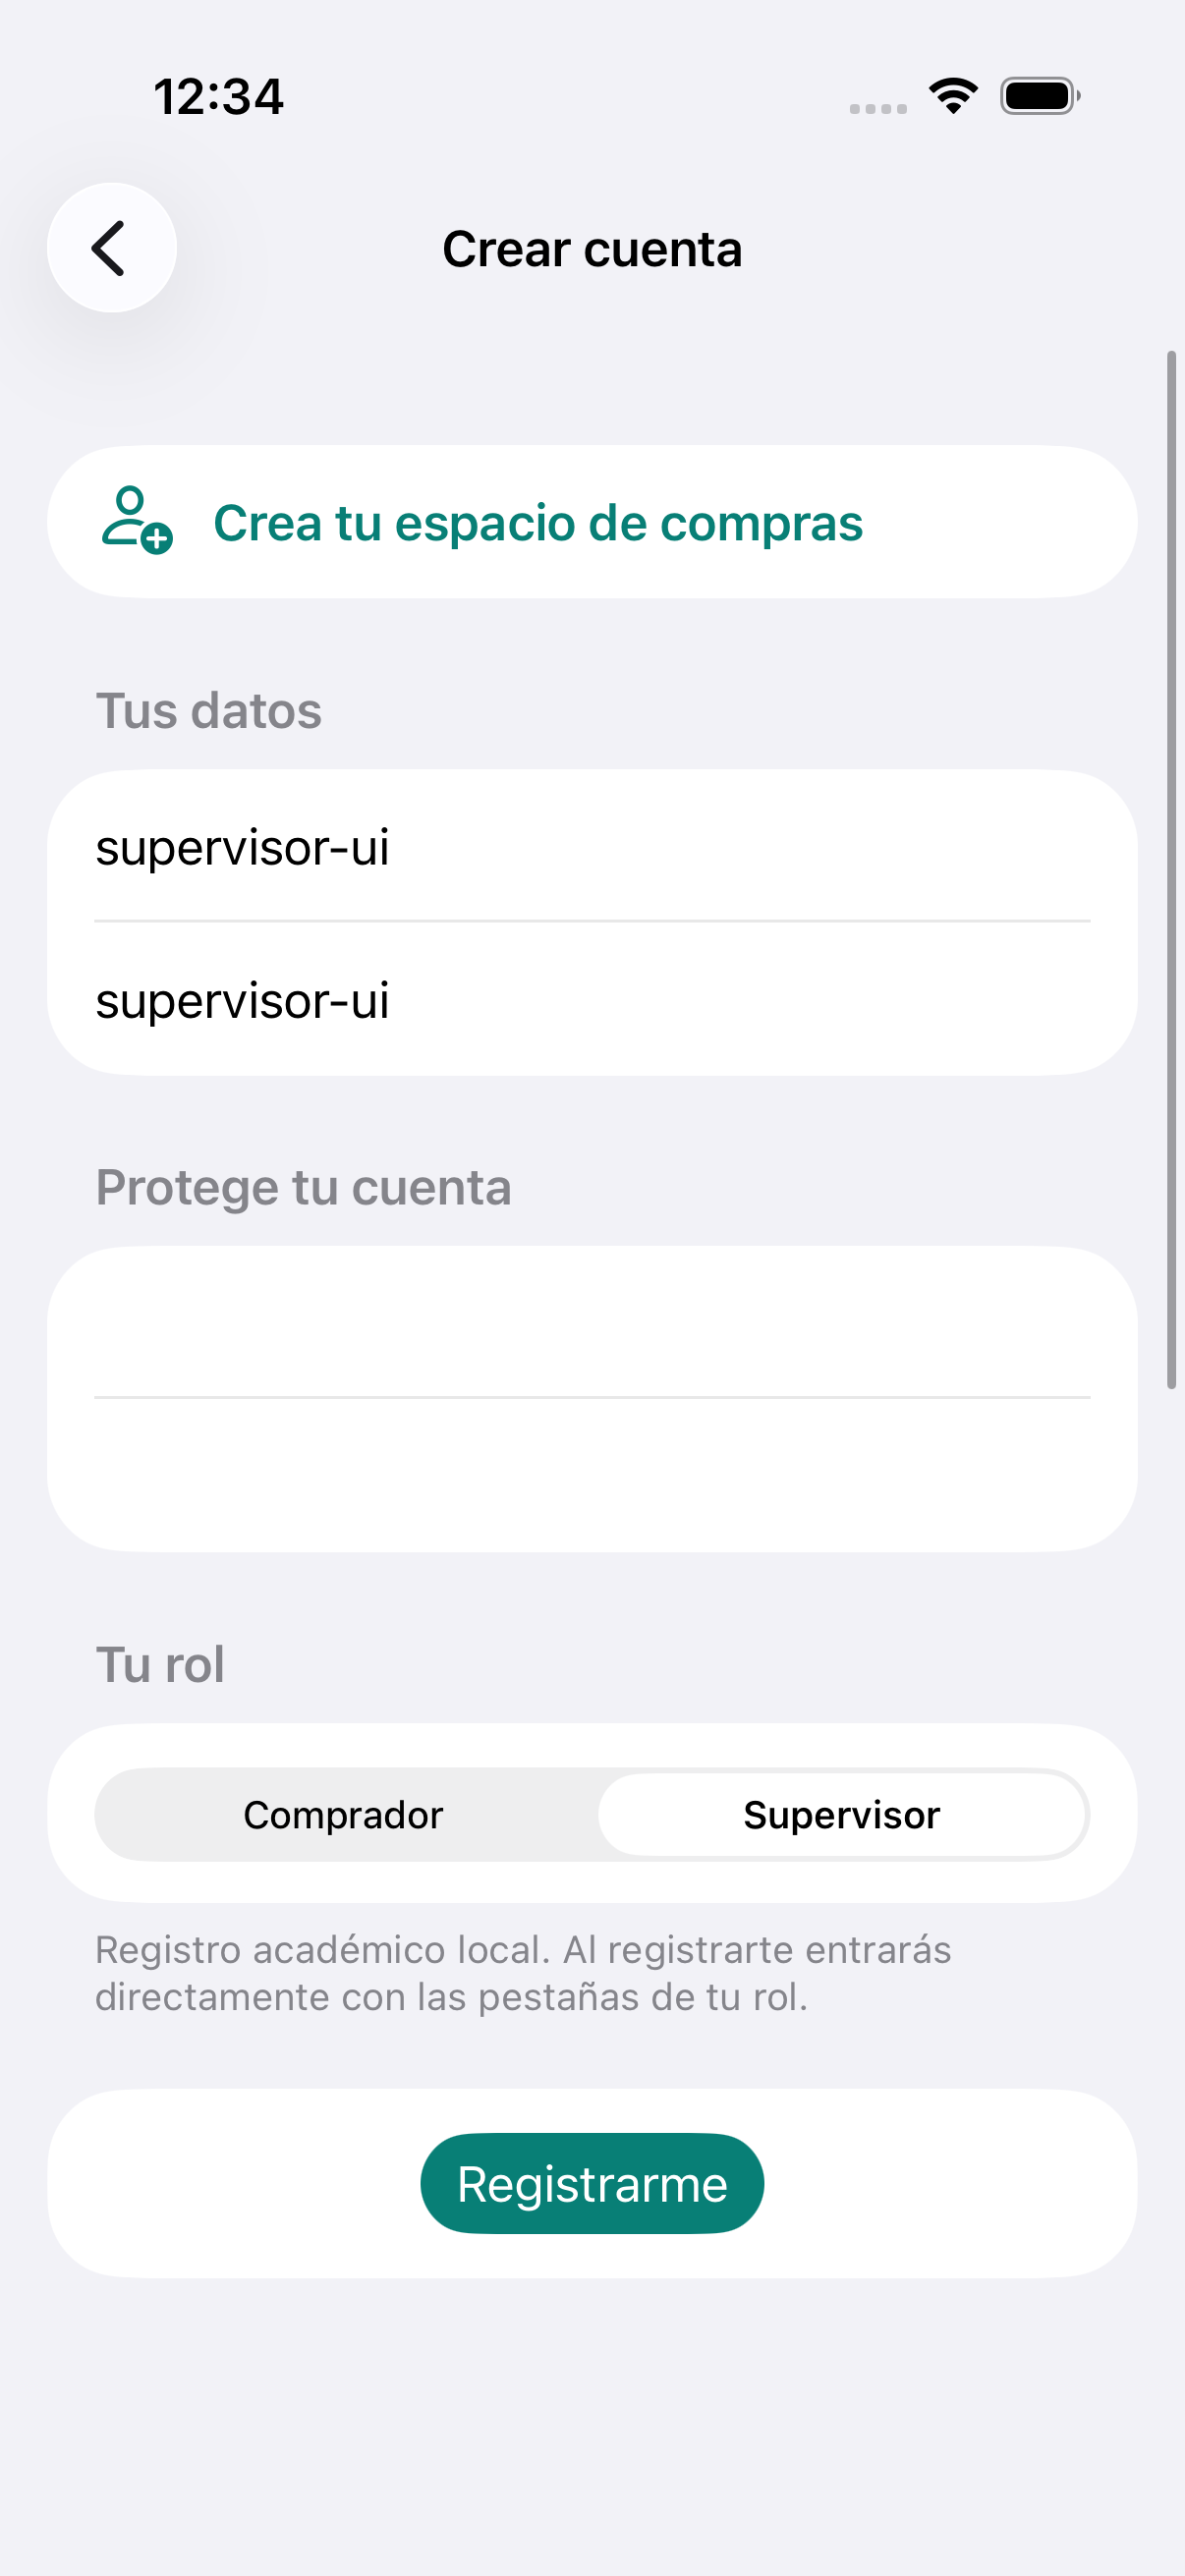 12:34
Crear cuenta
Crea tu espacio de compras
Tus datos
supervisor-ui
supervisor-ui
Protege tu cuenta
Tu rol
Comprador
Supervisor
Registro académico local. Al registrarte entrarás
directamente con las pestañas de tu rol.
Registrarme